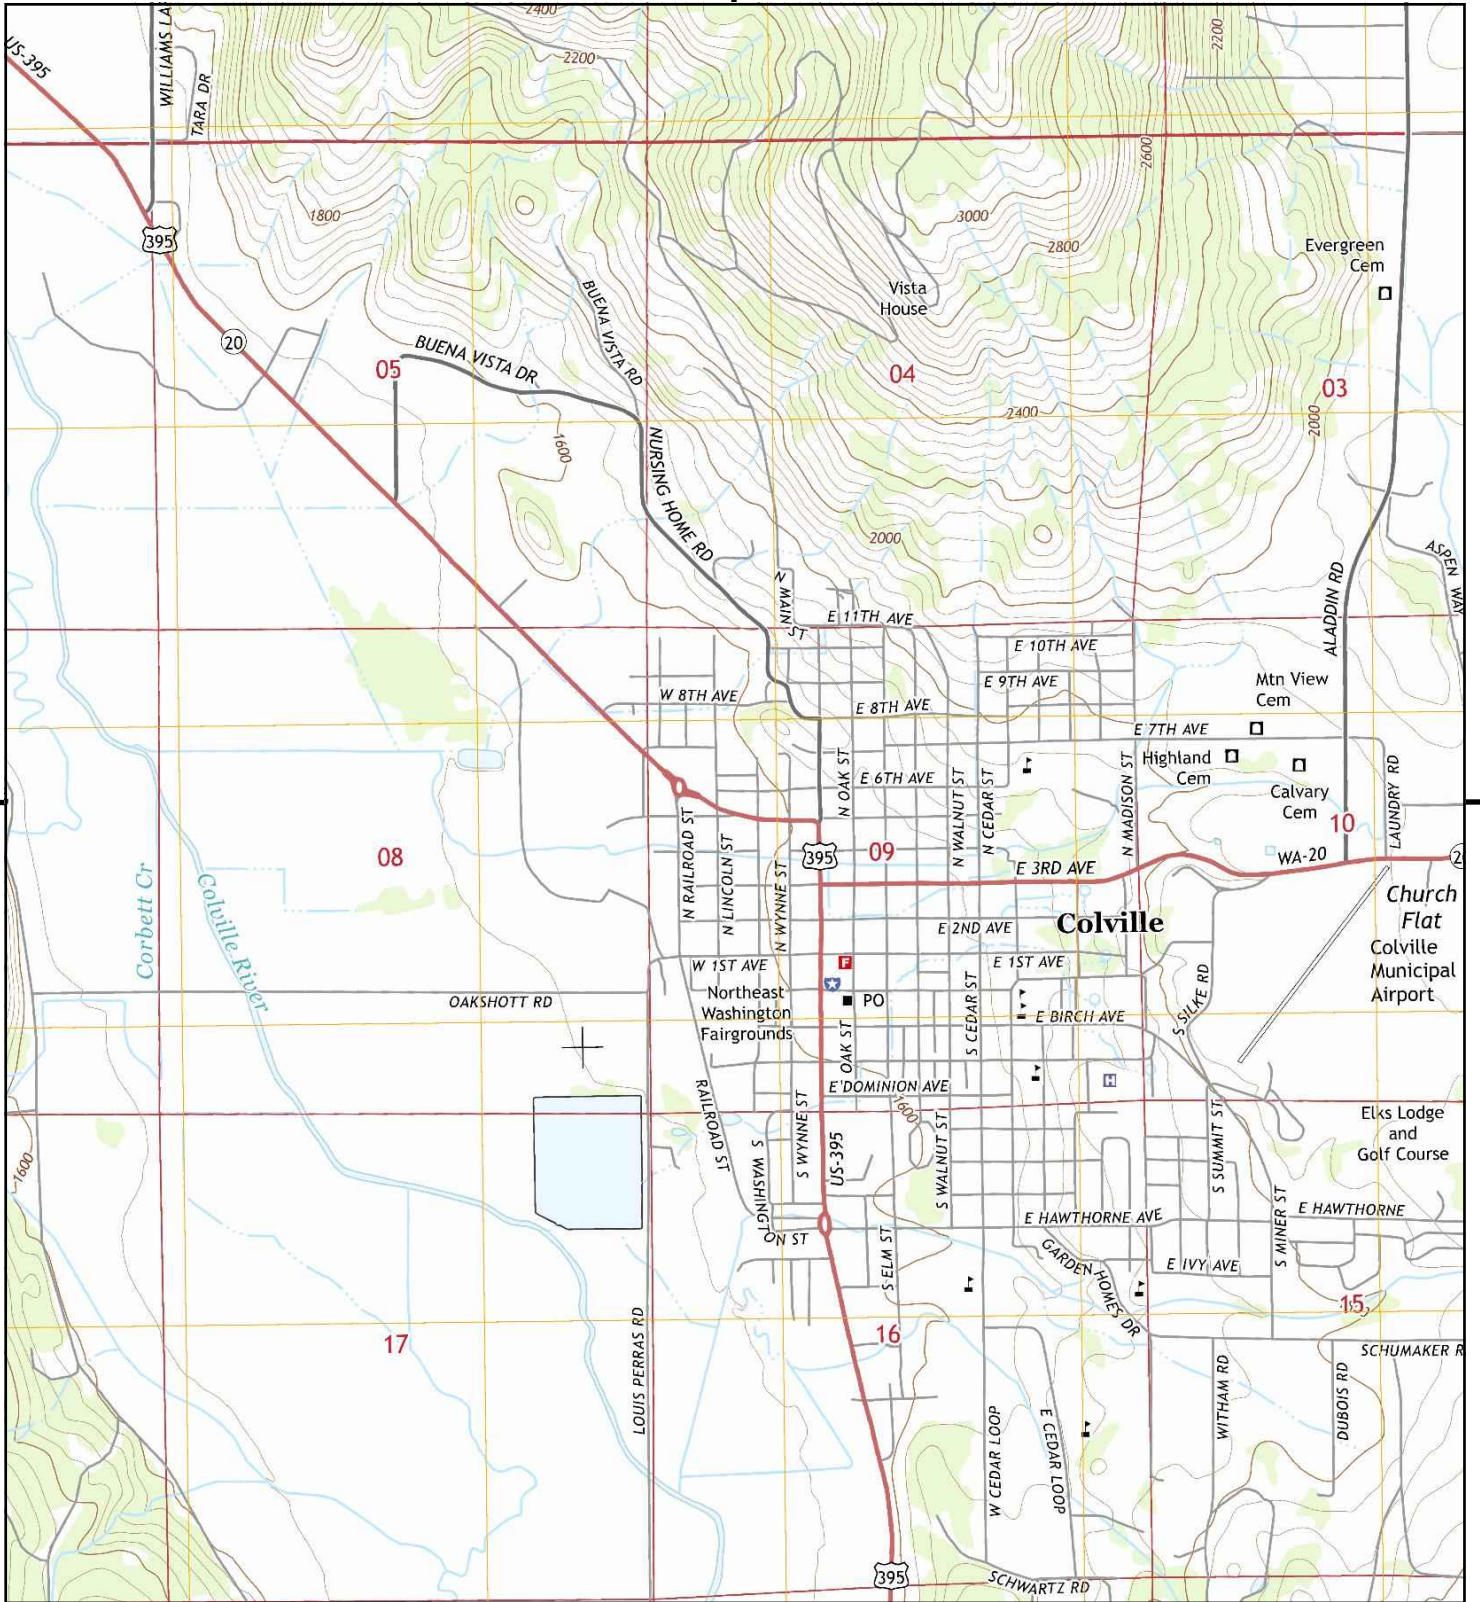 2400
US-395
WILLIAMS LA
TARA DR
2200
2200
2600
1800
3000
2800
395
Evergreen
Cem
Vista
House
BUENA VISTA RD
20
BUENA VISTA DR
05
04
03
2400
2000
1600
NURSING HOME RD
2000
ASPEN WAY
ALADDIN RD
N MAIN ST
E 11TH AVE
E 10TH AVE
E 9TH AVE
W 8TH AVE
E 8TH AVE
Mtn View
Cem
E 7TH AVE
Highland
Cem
E 6TH AVE
N OAK ST
N WALNUT ST
N CEDAR ST
N MADISON ST
Calvary
Cem
LAUNDRY RD
10
N RAILROAD ST
N LINCOLN ST
N WYNNE ST
395
09
08
E 3RD AVE
WA-20
Corbett Cr
Colville River
Church
Flat
Colville
E 2ND AVE
Colville
Municipal
Airport
W 1ST AVE
F
E 1ST AVE
OAKSHOTT RD
Northeast
Washington
Fairgrounds
PO
S CEDAR ST
S SILKE RD
E BIRCH AVE
OAK ST
H
E DOMINION AVE
RAILROAD ST
1600
1600
S WYNNE ST
US-395
S WALNUT ST
S SUMMIT ST
Elks Lodge
and
Golf Course
S WASHINGTON ST
E HAWTHORNE AVE
E HAWTHORNE
S MINER ST
S ELM ST
GARDEN HOMES DR
E IVY AVE
15
17
16
LOUIS PERRAS RD
SCHUMAKER R
WITHAM RD
DUBOIS RD
W CEDAR LOOP
E CEDAR LOOP
395
SCHWARTZ RD